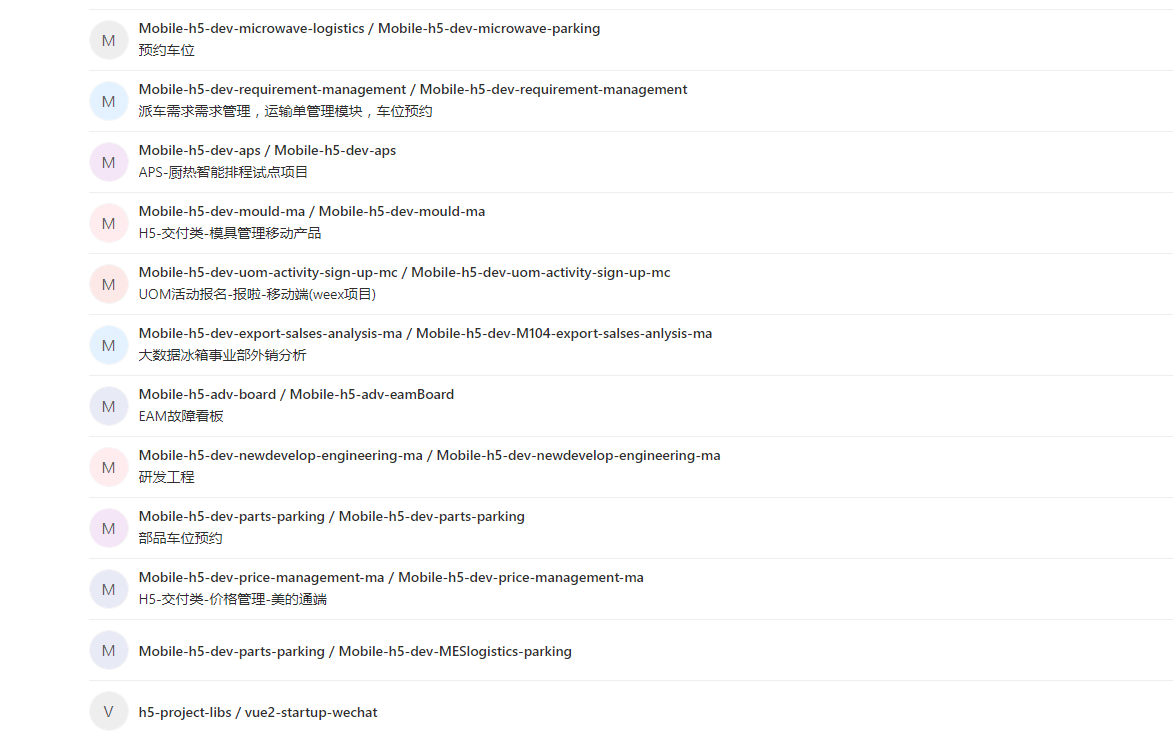 M
Mobile-h5-dev-microwave-logistics / Mobile-h5-dev-microwave-parking
预约车位
M
Mobile-h5-dev-requirement-management / Mobile-h5-dev-requirement-management
派车需求需求管理，运输单管理模块，车位预约
M
Mobile-h5-dev-aps / Mobile-h5-dev-aps
APS-厨热智能排程试点项目
M
Mobile-h5-dev-mould-ma / Mobile-h5-dev-mould-ma
H5-交付类-模具管理移动产品
M
Mobile-h5-dev-uom-activity-sign-up-mc / Mobile-h5-dev-uom-activity-sign-up-mc
UOM活动报名-报啦-移动端(weex项目)
M
Mobile-h5-dev-export-salses-analysis-ma / Mobile-h5-dev-M104-export-salses-anlysis-ma
大数据冰箱事业部外销分析
M
Mobile-h5-adv-board / Mobile-h5-adv-eamBoard
EAM故障看板
M
Mobile-h5-dev-newdevelop-engineering-ma / Mobile-h5-dev-newdevelop-engineering-ma
研发工程
M
Mobile-h5-dev-parts-parking / Mobile-h5-dev-parts-parking
部品车位预约
M
Mobile-h5-dev-price-management-ma / Mobile-h5-dev-price-management-ma
H5-交付类-价格管理-美的通端
M
Mobile-h5-dev-parts-parking / Mobile-h5-dev-MESlogistics-parking
V
h5-project-libs / vue2-startup-wechat